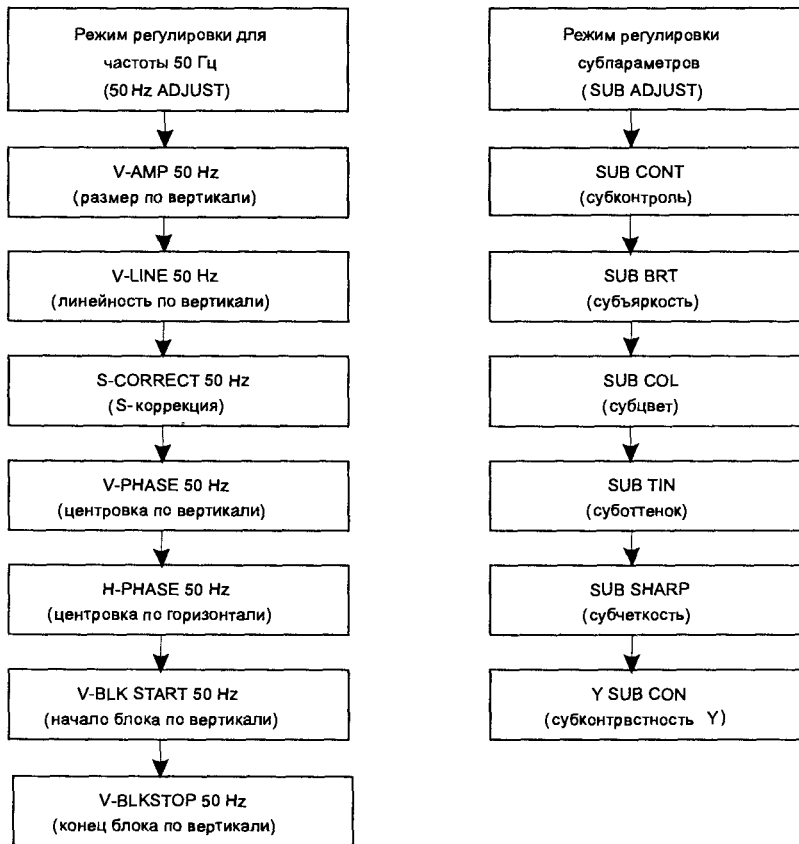 Режим регулировки для
частоты 50 Гц
(50 Hz ADJUST)
V-AMP 50 Hz
(размер по вертикали)
V-LINE 50 Hz
(линейность по вертикали)
S-CORRECT 50 Hz
(S-коррекция)
V-PHASE 50 Hz
(центровка по вертикали)
H-PHASE 50 Hz
(центровка по горизонтали)
V-BLK START 50 Hz
(начало блока по вертикали)
V-BLKSTOP 50 Hz
(конец блока по вертикали)
Режим регулировки
субпараметров
(SUB ADJUST)
SUB CONT
(субконтроль)
SUB BRT
(субъяркость)
SUB COL
(субцвет)
SUB TIN
(суботтенок)
SUB SHARP
(субчеткость)
Y SUB CON
(субконтрвстность Y)